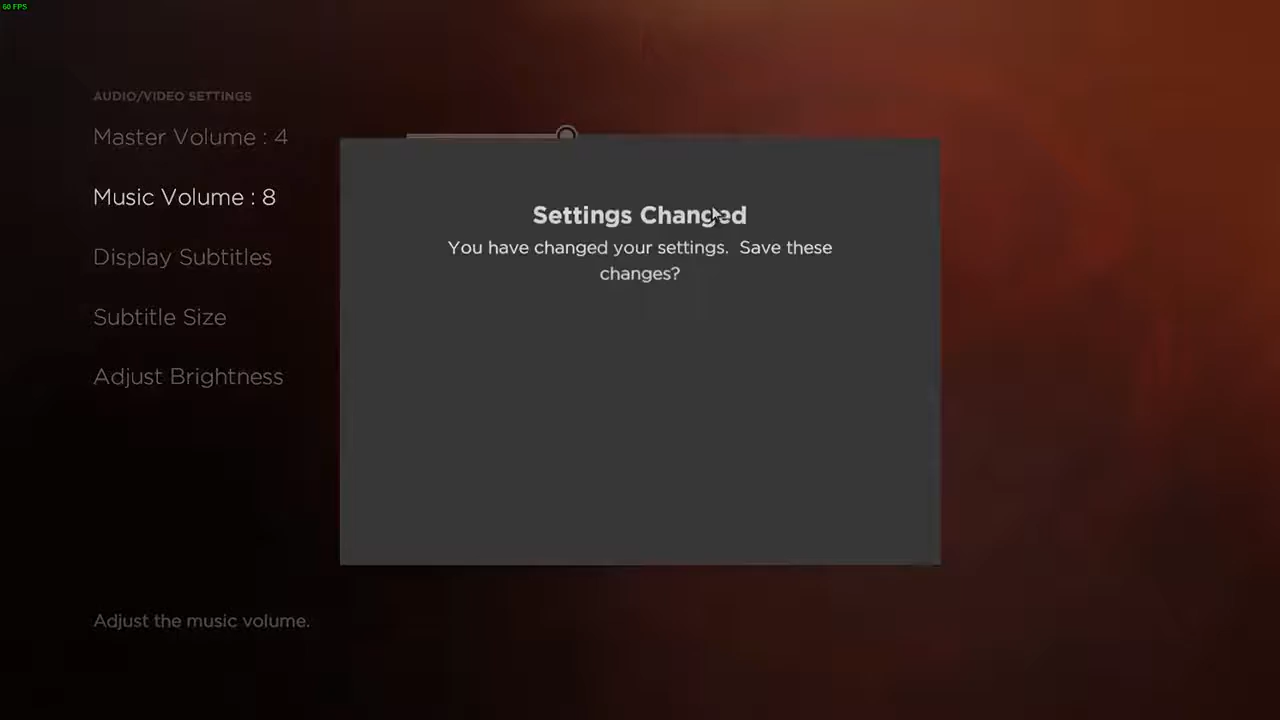 60 FPS
AUDIO/VIDEO SETTINGS
Master Volume : 4
Music Volume : 8
Display Subtitles
Subtitle Size
Adjust Brightness
Settings Changed
You have changed your settings.  Save these
changes?
Adjust the music volume.